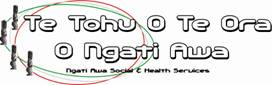 Te Tohu O Te Ora
O Ngati Awa
Ngati Awa Social & Health Services